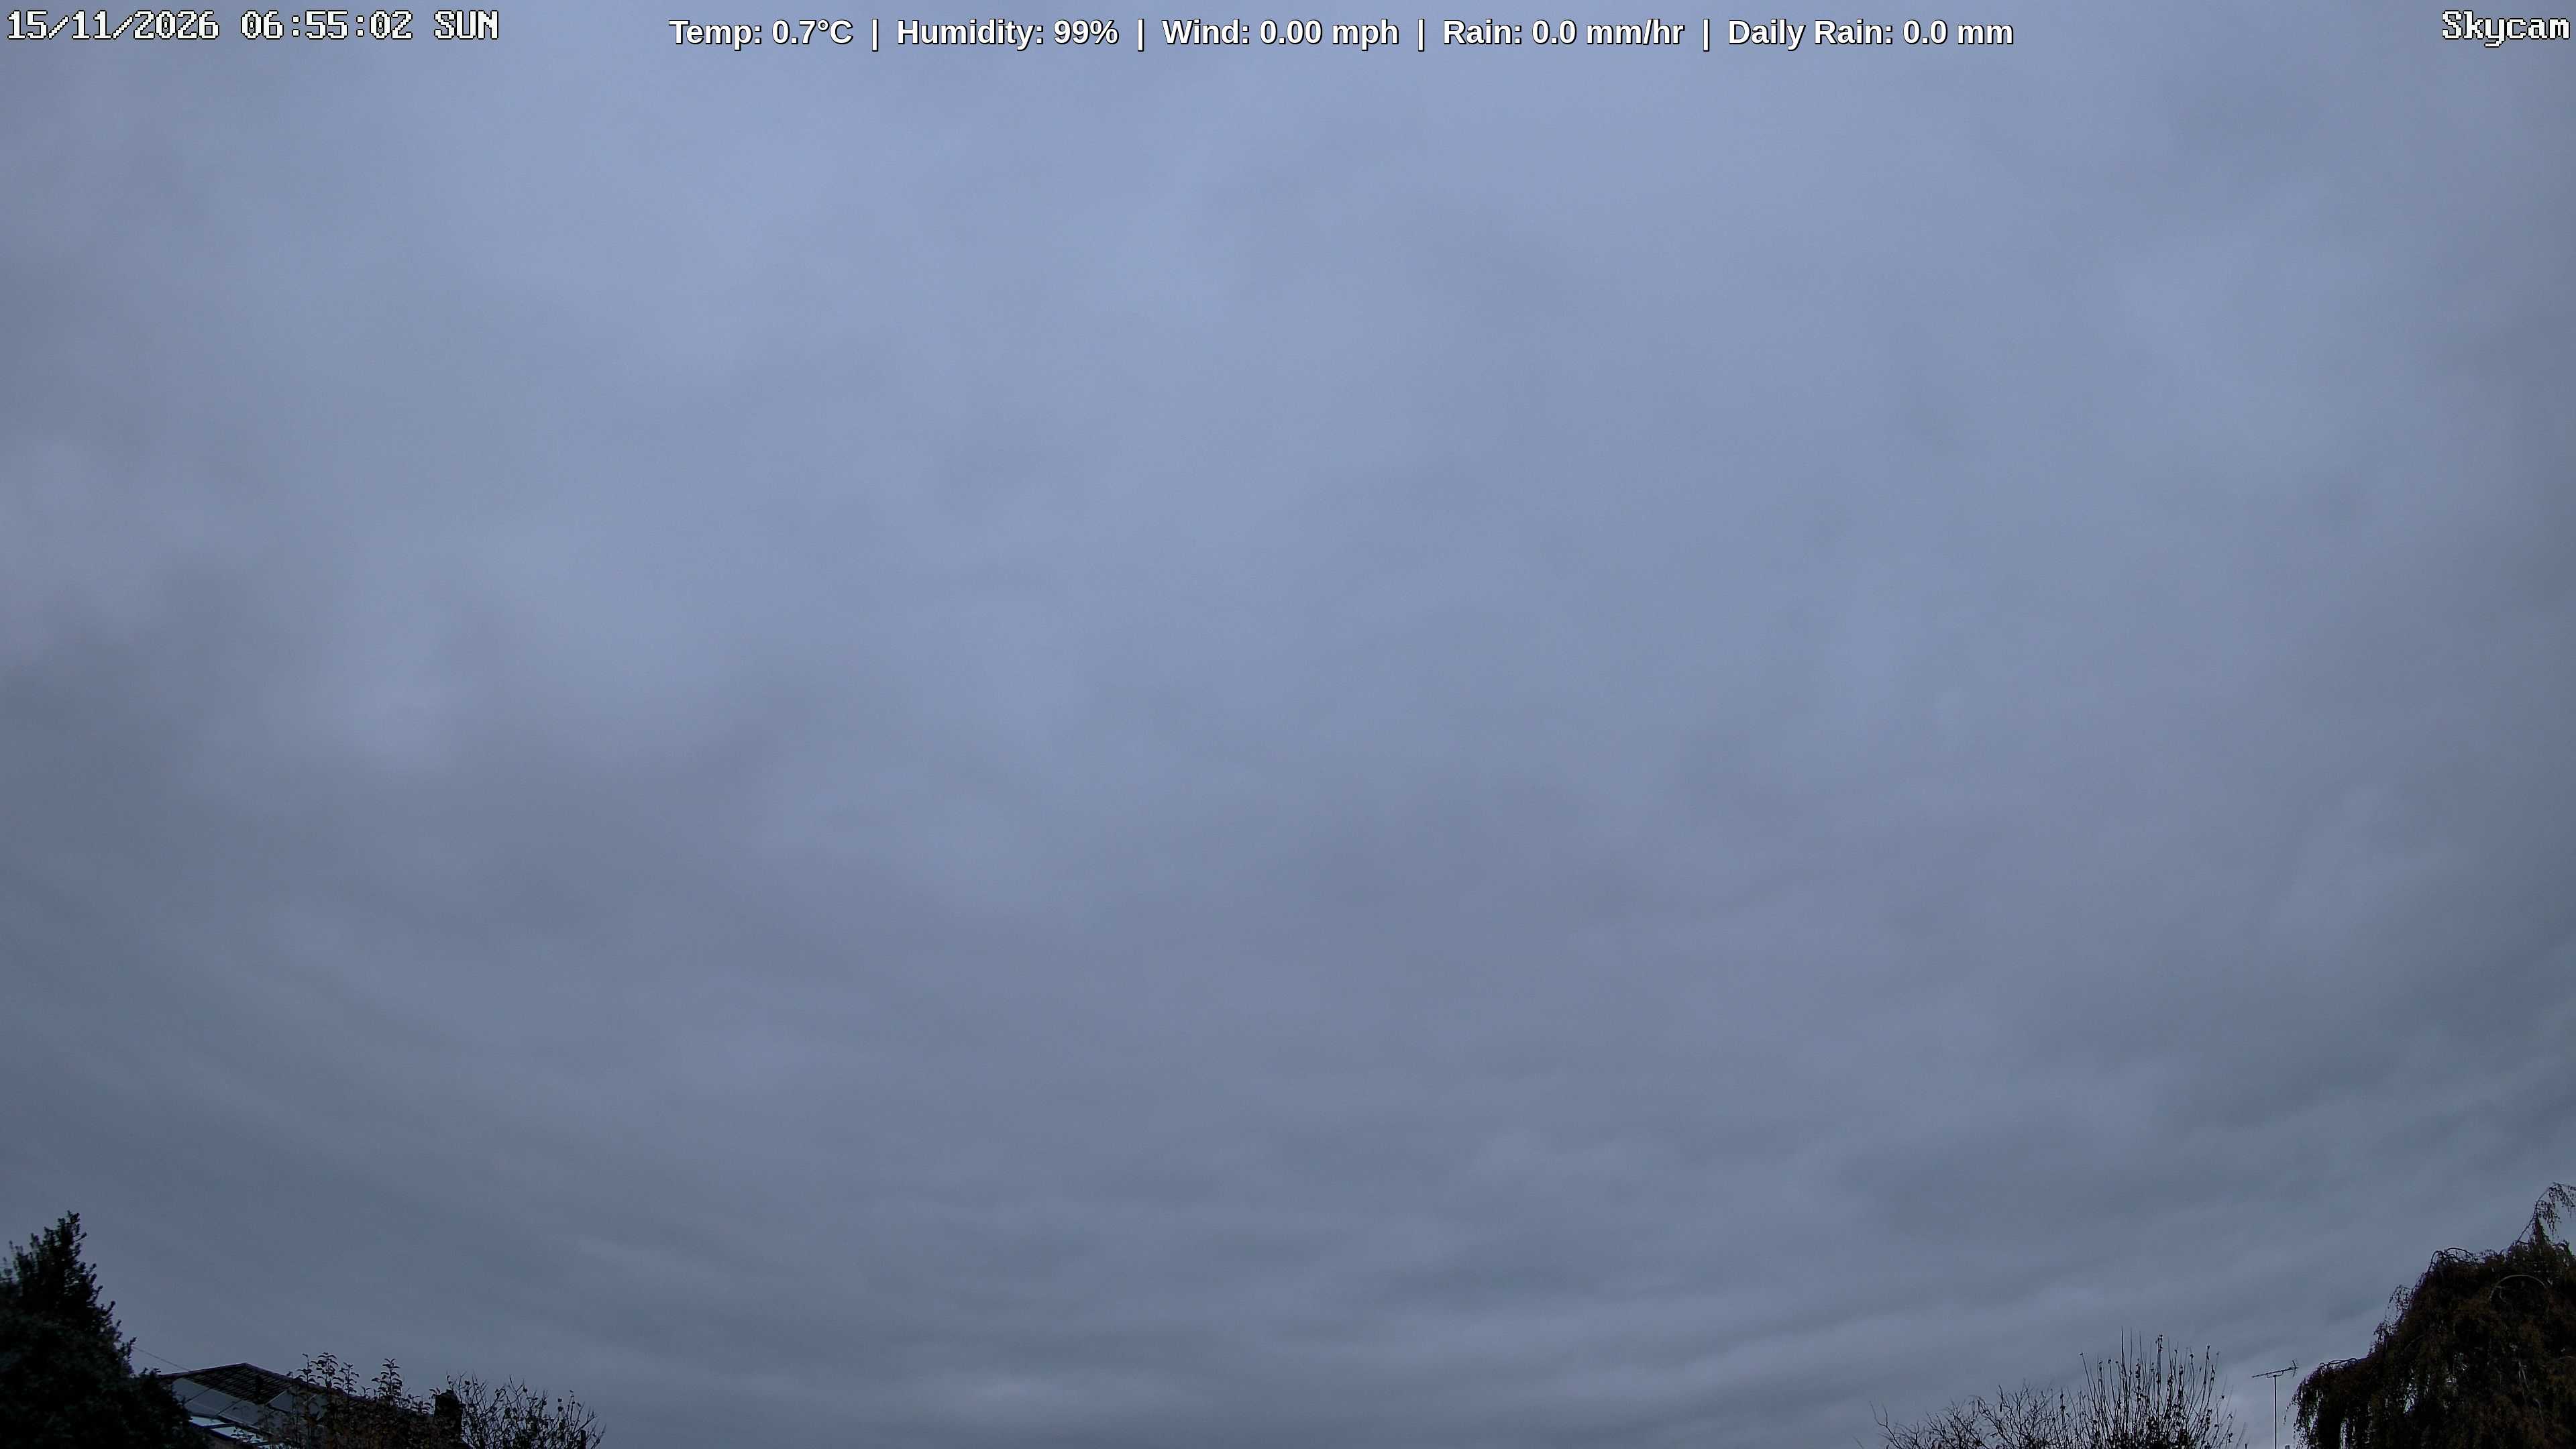 15/11/2026 06:55:02 SUN
Temp: 0.7°C | Humidity: 99% | Wind: 0.00 mph | Rain: 0.0 mm/hr | Daily Rain: 0.0 mm
Skycam